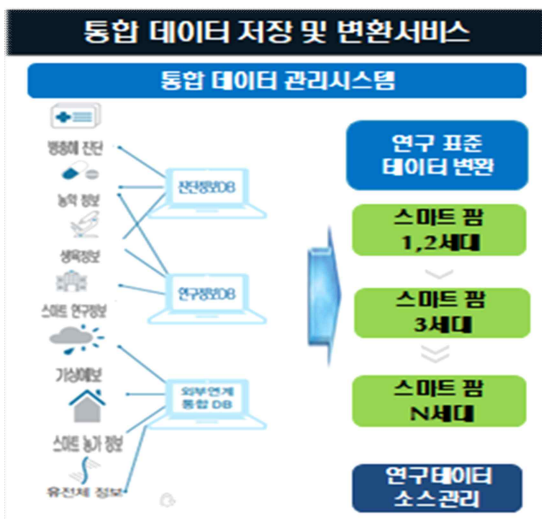 통합 데이터 저장 및 변환서비스
통합 데이터 관리시스템
병충해 진단
농약 정보
생육정보
스마트 연구정보
기상예보
스마트 농가 정보
유전체 정보
진단정보DB
연구정보DB
외부연계
통합 DB
연구 표준
데이터 변환
스마트 팜
1,2세대
스마트 팜
3세대
스마트 팜
N세대
연구데이터
소스관리